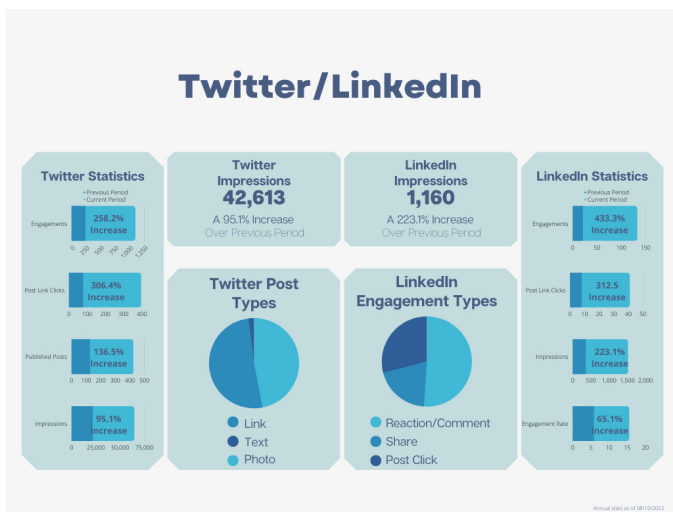 Twitter/LinkedIn
Twitter Statistics
• Previous Period
• Current Period
Engagements
258.2%
Increase
0 250 500 750 1,000 1,250
Post Link Clicks
306.4%
Increase
0 100 200 300 400
Published Posts
136.5%
Increase
0 100 200 300 400 500
Impressions
95.1%
Increase
0 25,000 50,000 75,000
Twitter
Impressions
42,613
A 95.1% Increase
Over Previous Period
LinkedIn
Impressions
1,160
A 223.1% Increase
Over Previous Period
Twitter Post
Types
Link
Text
Photo
LinkedIn
Engagement Types
Reaction/Comment
Share
Post Click
LinkedIn Statistics
• Previous Period
• Current Period
Engagements
433.3%
Increase
0 50 100 150
Post Link Clicks
312.5
Increase
0 10 20 30 40 50
Impressions
223.1%
Increase
0 500 1,000 1,500 2,000
Engagement Rate
65.1%
Increase
0 5 10 15 20
Annual stats as of 08/10/2022